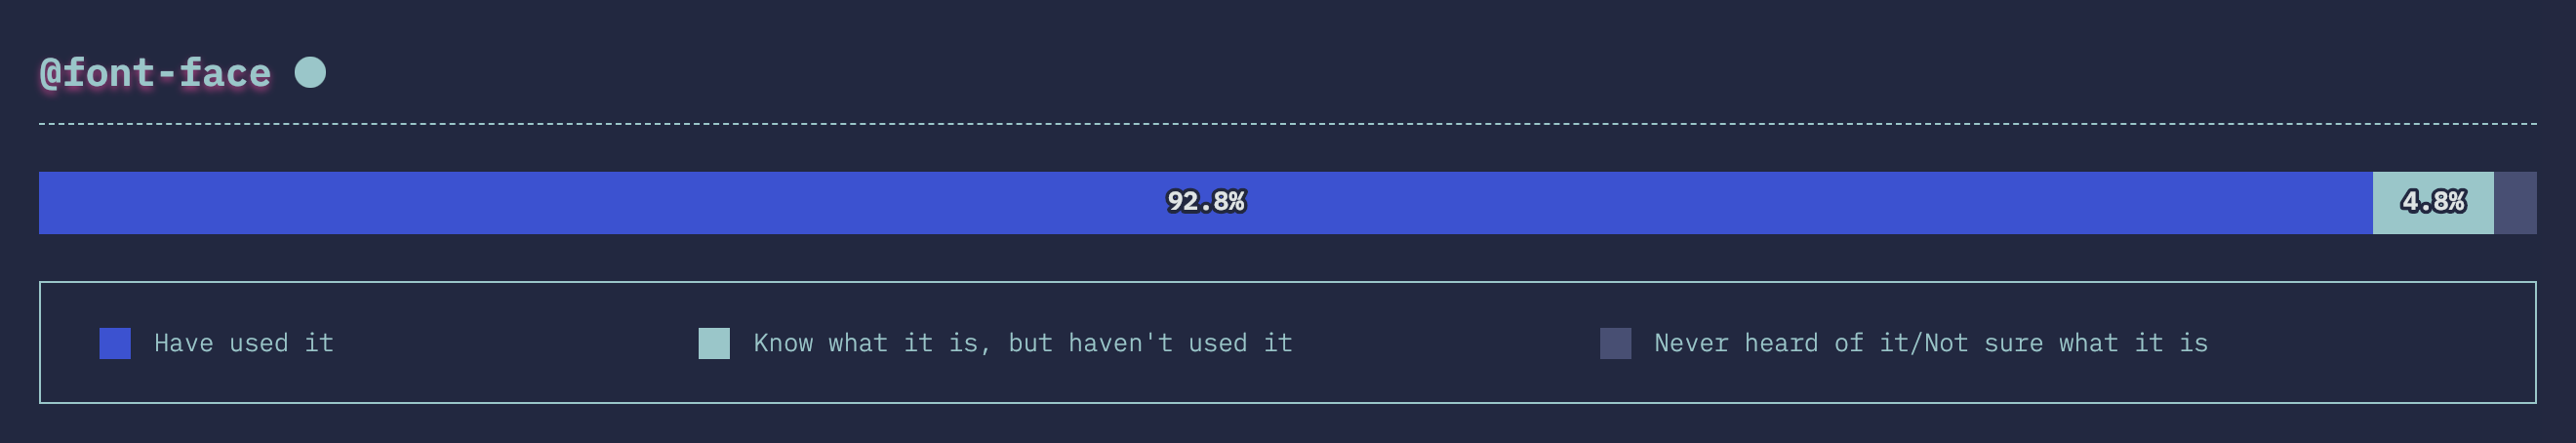 @font-face
92.8% 4.8%
Have used it Know what it is, but haven't used it Never heard of it/Not sure what it is